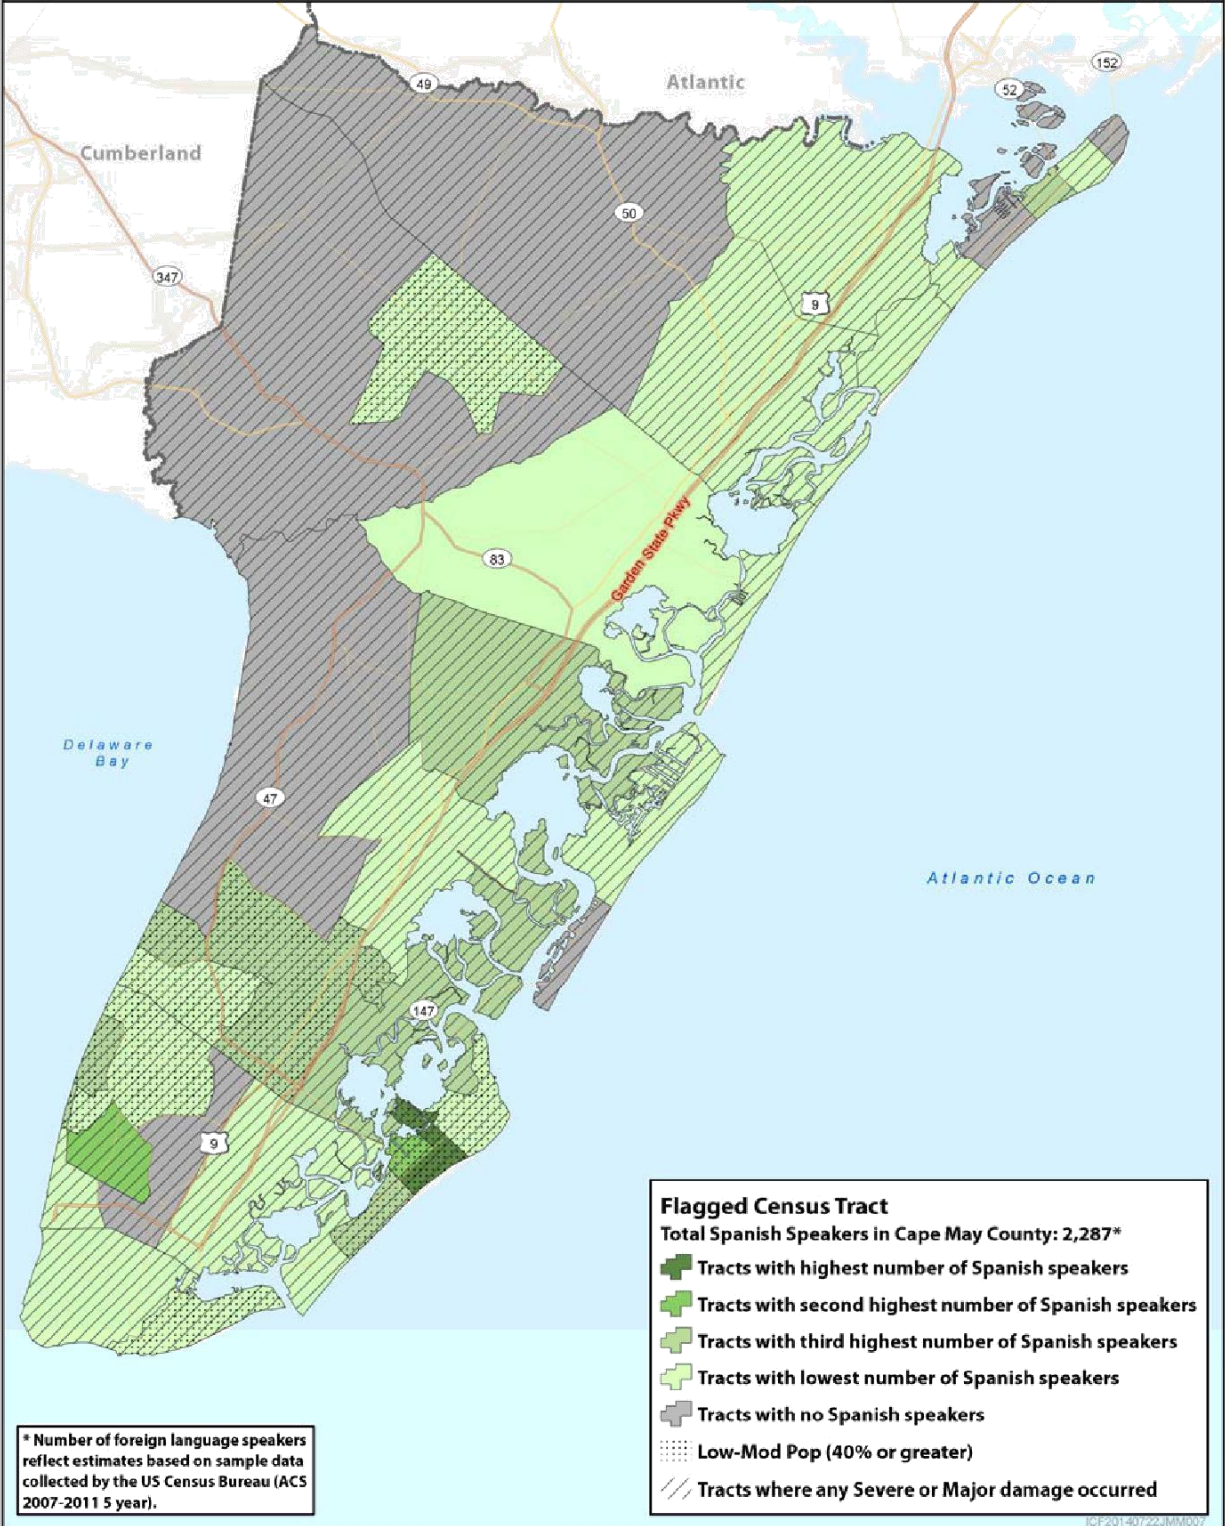 152
49
Atlantic
52
Cumberland
50
347
9
Garden State Pkwy
83
Delaware
Bay
47
Atlantic Ocean
147
9
Flagged Census Tract
Total Spanish Speakers in Cape May County: 2,287*
Tracts with highest number of Spanish speakers
Tracts with second highest number of Spanish speakers
Tracts with third highest number of Spanish speakers
Tracts with lowest number of Spanish speakers
Tracts with no Spanish speakers
Low-Mod Pop (40% or greater)
Tracts where any Severe or Major damage occurred
* Number of foreign language speakers
reflect estimates based on sample data
collected by the US Census Bureau (ACS
2007-2011 5 year).
ICF20140722JMM007